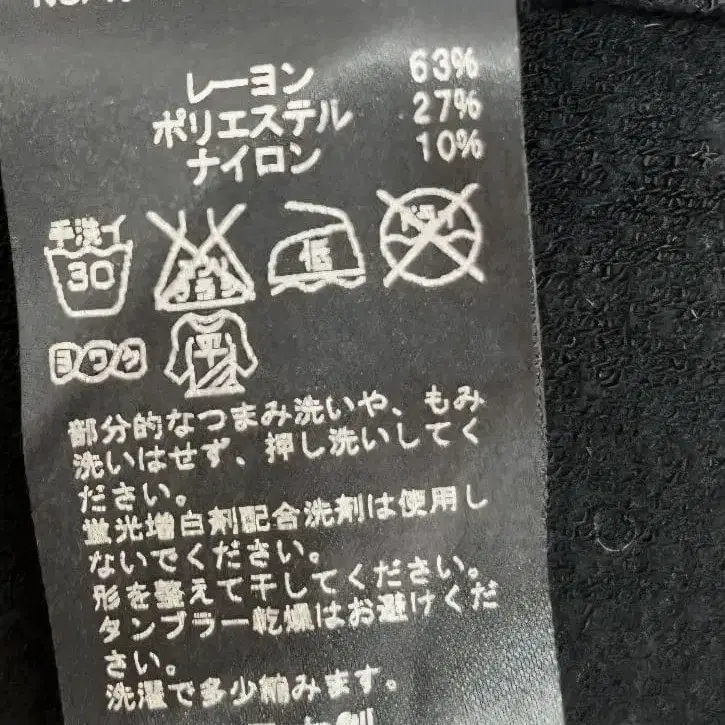 レーヨン 63%
ポリエステル 27%
ナイロン 10%
手洗イ 30 低 ドライ
ヨワク 平
部分的なつまみ洗いや、もみ
洗いはせず、押し洗いしてく
ださい。
蛍光増白剤配合洗剤は使用し
ないでください。
形を整えて干してください。
タンブラー乾燥はお避けくだ
さい。
洗濯で多少縮みます。